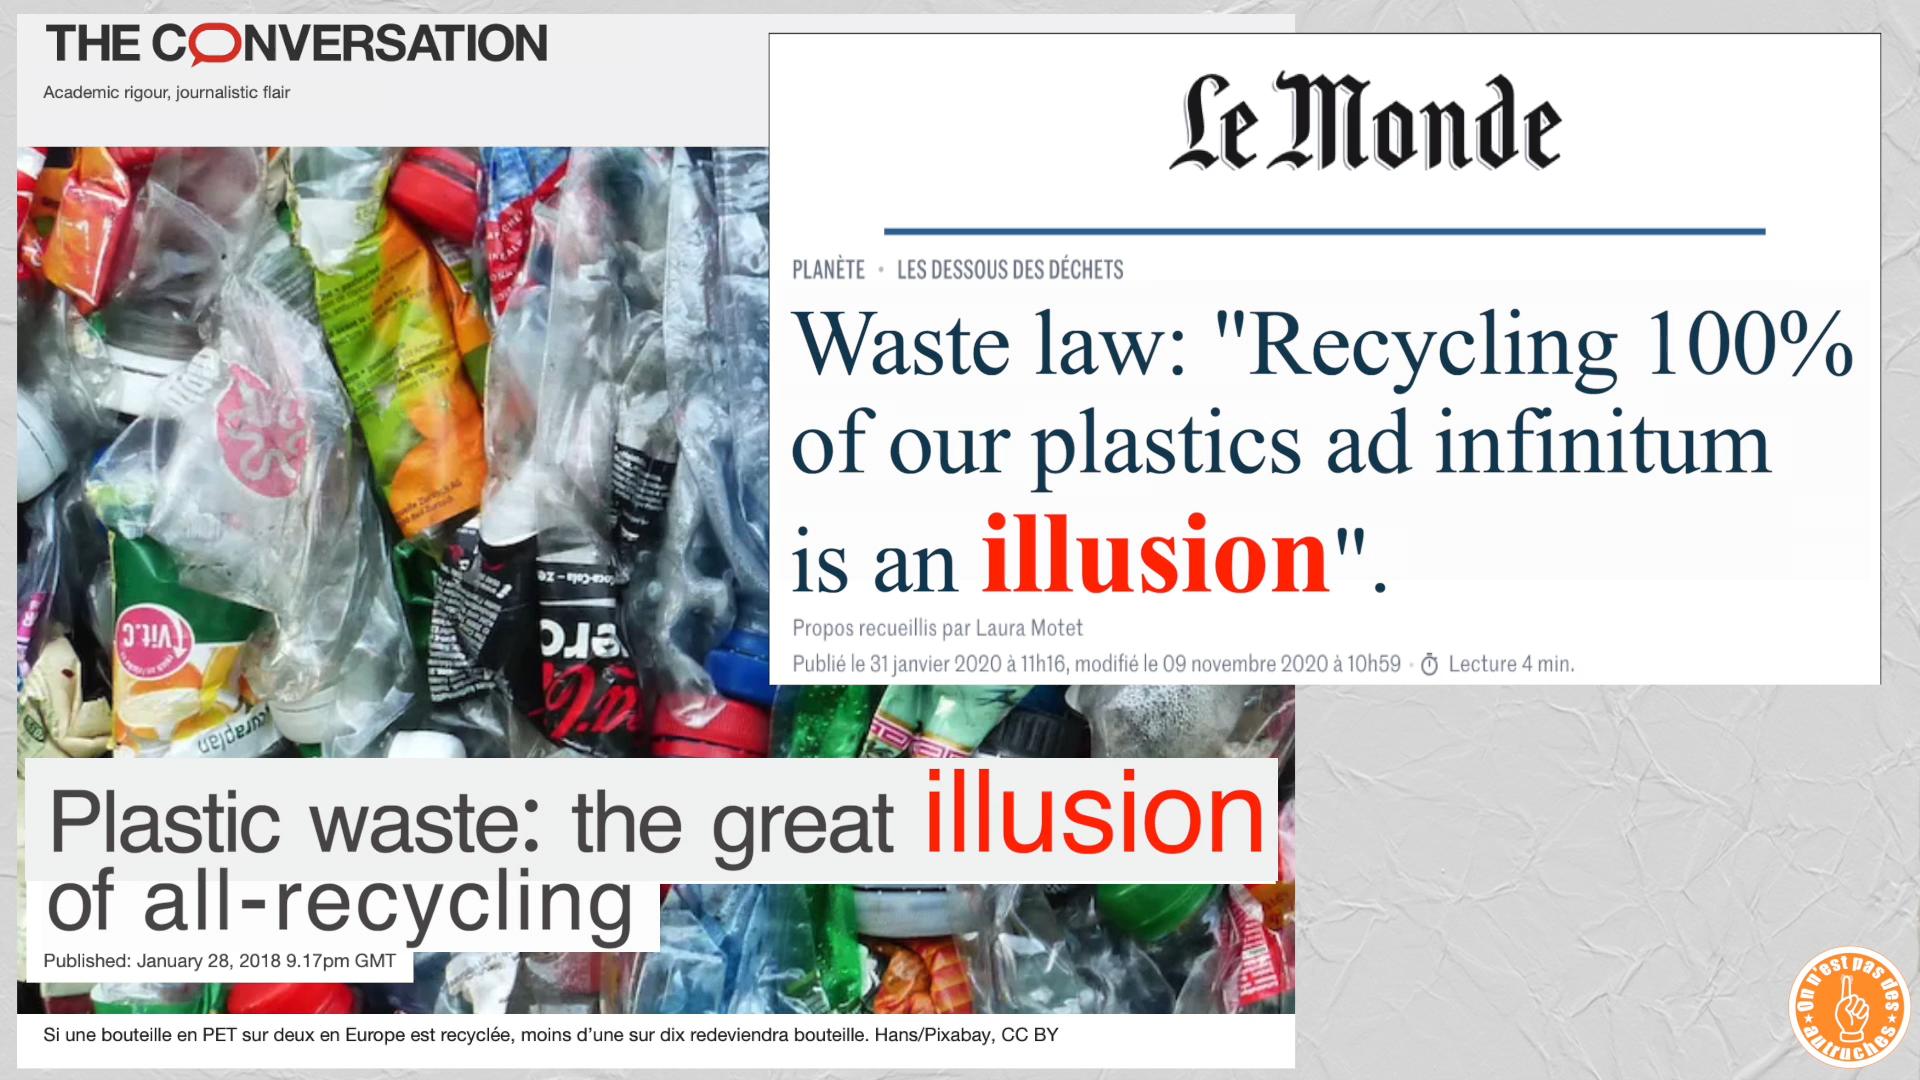 THE CONVERSATION
Academic rigour, journalistic flair
Le Monde
PLANÈTE • LES DESSOUS DES DÉCHETS
Waste law: "Recycling 100%
of our plastics ad infinitum
is an illusion".
Propos recueillis par Laura Motet
Publié le 31 janvier 2020 à 11h16, modifié le 09 novembre 2020 à 10h59 • Lecture 4 min.
Vit.C
Coca-Cola
Plastic waste: the great illusion
of all-recycling
Published: January 28, 2018 9.17pm GMT
Si une bouteille en PET sur deux en Europe est recyclée, moins d’une sur dix redeviendra bouteille. Hans/Pixabay, CC BY
On n'est pas des
autruches